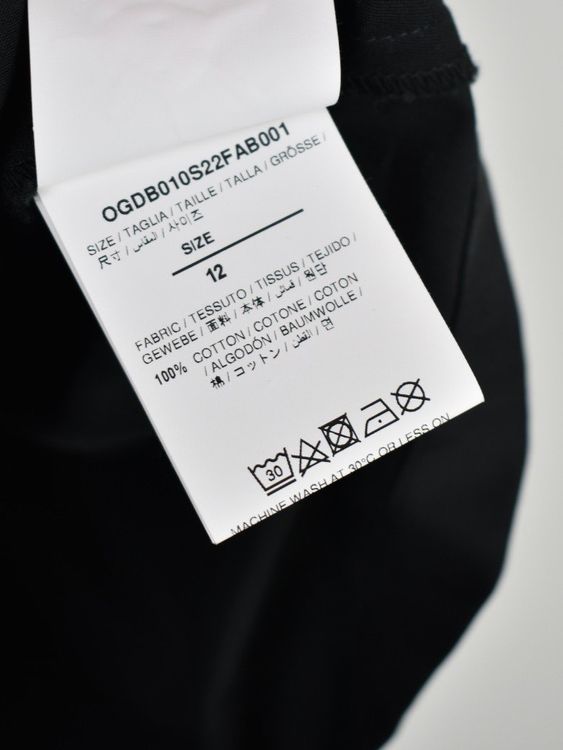 OGDB010S22FAB001
SIZE / TAGLIA / TAILLE / TALLA / GRÖSSE /
尺寸 / المقاس / 사이즈
SIZE
12
FABRIC / TESSUTO / TISSUS / TEJIDO /
GEWEBE / 面料 / 本体 / قماش / 원단
100% COTTON / COTONE / COTON
/ ALGODÓN / BAUMWOLLE /
棉 / コットン / القطن / 면
30
MACHINE WASH AT 30°C OR LESS ON